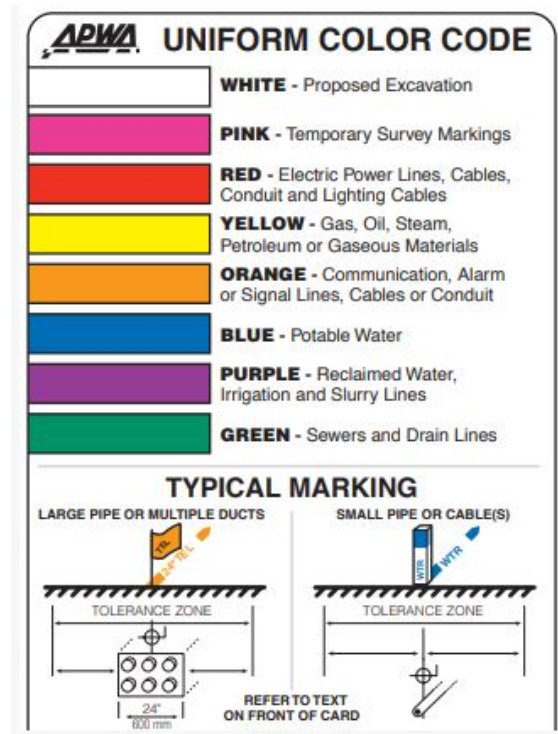 APWA. UNIFORM COLOR CODE
WHITE - Proposed Excavation
PINK - Temporary Survey Markings
RED - Electric Power Lines, Cables,
Conduit and Lighting Cables
YELLOW - Gas, Oil, Steam,
Petroleum or Gaseous Materials
ORANGE - Communication, Alarm
or Signal Lines, Cables or Conduit
BLUE - Potable Water
PURPLE - Reclaimed Water,
Irrigation and Slurry Lines
GREEN - Sewers and Drain Lines
TYPICAL MARKING
LARGE PIPE OR MULTIPLE DUCTS
TEL
24" TEL
TOLERANCE ZONE
24"
600 mm
SMALL PIPE OR CABLE(S)
WTR
WTR
TOLERANCE ZONE
REFER TO TEXT
ON FRONT OF CARD